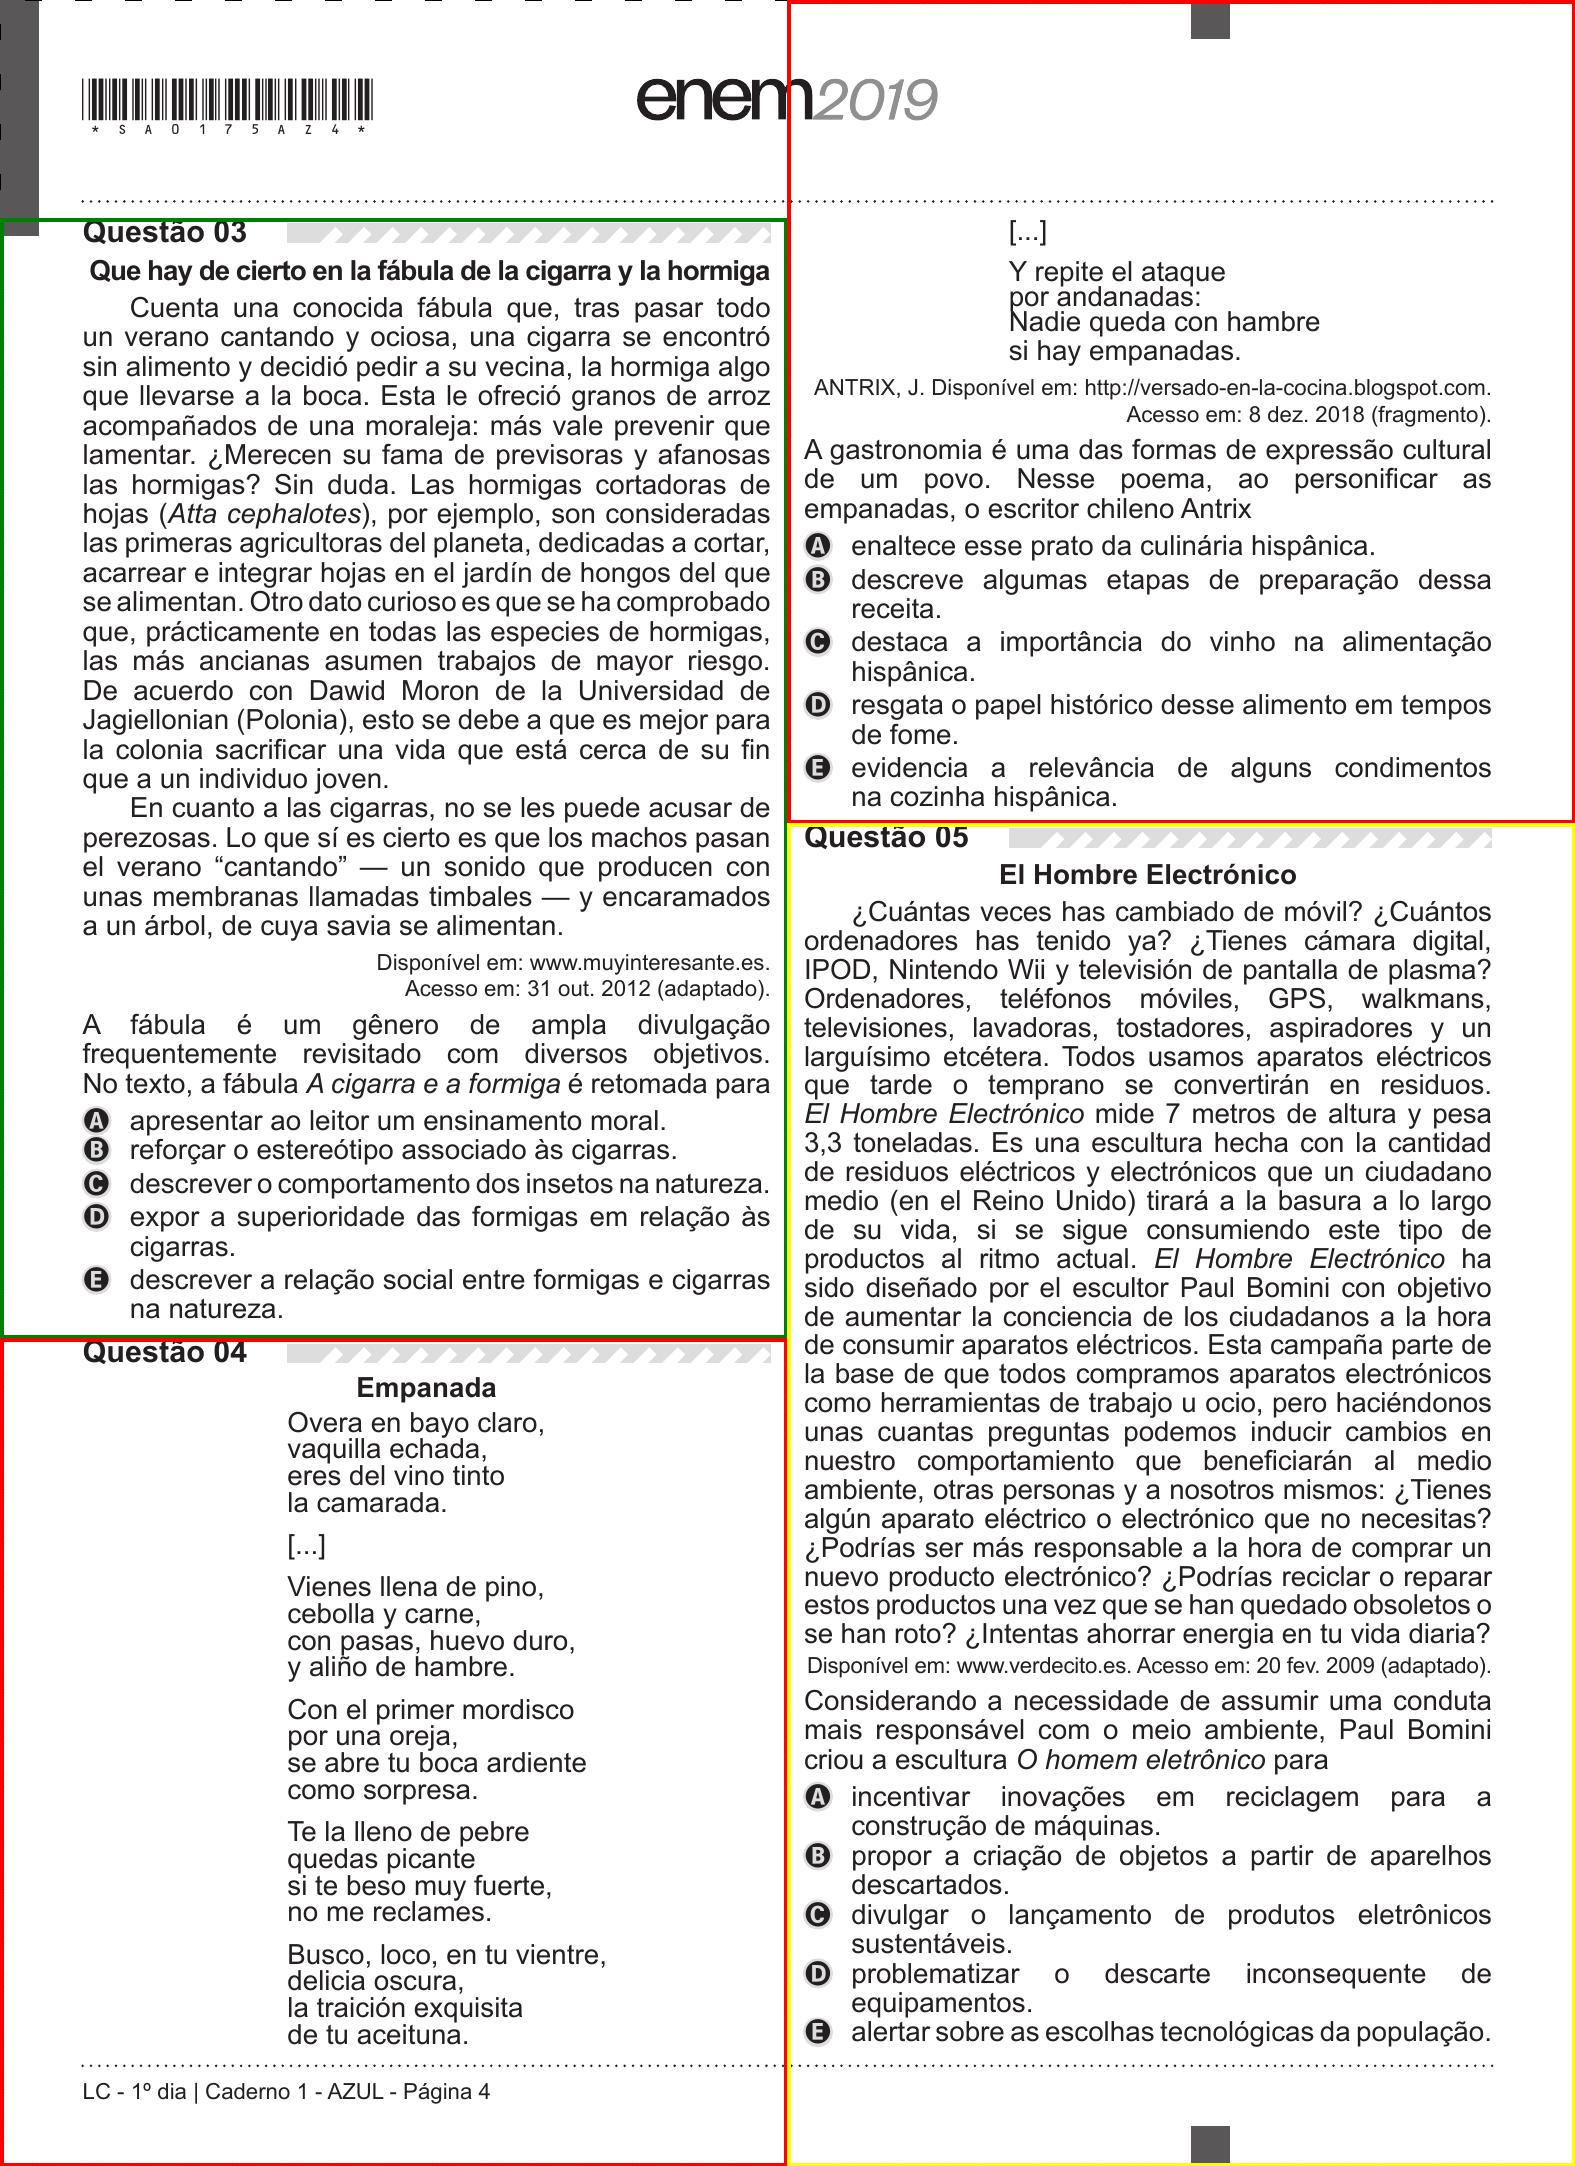 * S A 0 1 7 5 A Z 4 *
enem2019
Questão 03
Que hay de cierto en la fábula de la cigarra y la hormiga
Cuenta una conocida fábula que, tras pasar todo
un verano cantando y ociosa, una cigarra se encontró
sin alimento y decidió pedir a su vecina, la hormiga algo
que llevarse a la boca. Esta le ofreció granos de arroz
acompañados de una moraleja: más vale prevenir que
lamentar. ¿Merecen su fama de previsoras y afanosas
las hormigas? Sin duda. Las hormigas cortadoras de
hojas (Atta cephalotes), por ejemplo, son consideradas
las primeras agricultoras del planeta, dedicadas a cortar,
acarrear e integrar hojas en el jardín de hongos del que
se alimentan. Otro dato curioso es que se ha comprobado
que, prácticamente en todas las especies de hormigas,
las más ancianas asumen trabajos de mayor riesgo.
De acuerdo con Dawid Moron de la Universidad de
Jagiellonian (Polonia), esto se debe a que es mejor para
la colonia sacrificar una vida que está cerca de su fin
que a un individuo joven.
En cuanto a las cigarras, no se les puede acusar de
perezosas. Lo que sí es cierto es que los machos pasan
el verano “cantando” — un sonido que producen con
unas membranas llamadas timbales — y encaramados
a un árbol, de cuya savia se alimentan.
Disponível em: www.muyinteresante.es.
Acesso em: 31 out. 2012 (adaptado).
A fábula é um gênero de ampla divulgação
frequentemente revisitado com diversos objetivos.
No texto, a fábula A cigarra e a formiga é retomada para
A apresentar ao leitor um ensinamento moral.
B reforçar o estereótipo associado às cigarras.
C descrever o comportamento dos insetos na natureza.
D expor a superioridade das formigas em relação às
cigarras.
E descrever a relação social entre formigas e cigarras
na natureza.
Questão 04
Empanada
Overa en bayo claro,
vaquilla echada,
eres del vino tinto
la camarada.
[...]
Vienes llena de pino,
cebolla y carne,
con pasas, huevo duro,
y aliño de hambre.
Con el primer mordisco
por una oreja,
se abre tu boca ardiente
como sorpresa.
Te la lleno de pebre
quedas picante
si te beso muy fuerte,
no me reclames.
Busco, loco, en tu vientre,
delicia oscura,
la traición exquisita
de tu aceituna.
[...]
Y repite el ataque
por andanadas:
Nadie queda con hambre
si hay empanadas.
ANTRIX, J. Disponível em: http://versado-en-la-cocina.blogspot.com.
Acesso em: 8 dez. 2018 (fragmento).
A gastronomia é uma das formas de expressão cultural
de um povo. Nesse poema, ao personificar as
empanadas, o escritor chileno Antrix
A enaltece esse prato da culinária hispânica.
B descreve algumas etapas de preparação dessa
receita.
C destaca a importância do vinho na alimentação
hispânica.
D resgata o papel histórico desse alimento em tempos
de fome.
E evidencia a relevância de alguns condimentos
na cozinha hispânica.
Questão 05
El Hombre Electrónico
¿Cuántas veces has cambiado de móvil? ¿Cuántos
ordenadores has tenido ya? ¿Tienes cámara digital,
IPOD, Nintendo Wii y televisión de pantalla de plasma?
Ordenadores, teléfonos móviles, GPS, walkmans,
televisiones, lavadoras, tostadores, aspiradores y un
larguísimo etcétera. Todos usamos aparatos eléctricos
que tarde o temprano se convertirán en residuos.
El Hombre Electrónico mide 7 metros de altura y pesa
3,3 toneladas. Es una escultura hecha con la cantidad
de residuos eléctricos y electrónicos que un ciudadano
medio (en el Reino Unido) tirará a la basura a lo largo
de su vida, si se sigue consumiendo este tipo de
productos al ritmo actual. El Hombre Electrónico ha
sido diseñado por el escultor Paul Bomini con objetivo
de aumentar la conciencia de los ciudadanos a la hora
de consumir aparatos eléctricos. Esta campaña parte de
la base de que todos compramos aparatos electrónicos
como herramientas de trabajo u ocio, pero haciéndonos
unas cuantas preguntas podemos inducir cambios en
nuestro comportamiento que beneficiarán al medio
ambiente, otras personas y a nosotros mismos: ¿Tienes
algún aparato eléctrico o electrónico que no necesitas?
¿Podrías ser más responsable a la hora de comprar un
nuevo producto electrónico? ¿Podrías reciclar o reparar
estos productos una vez que se han quedado obsoletos o
se han roto? ¿Intentas ahorrar energia en tu vida diaria?
Disponível em: www.verdecito.es. Acesso em: 20 fev. 2009 (adaptado).
Considerando a necessidade de assumir uma conduta
mais responsável com o meio ambiente, Paul Bomini
criou a escultura O homem eletrônico para
A incentivar inovações em reciclagem para a
construção de máquinas.
B propor a criação de objetos a partir de aparelhos
descartados.
C divulgar o lançamento de produtos eletrônicos
sustentáveis.
D problematizar o descarte inconsequente de
equipamentos.
E alertar sobre as escolhas tecnológicas da população.
LC - 1º dia | Caderno 1 - AZUL - Página 4